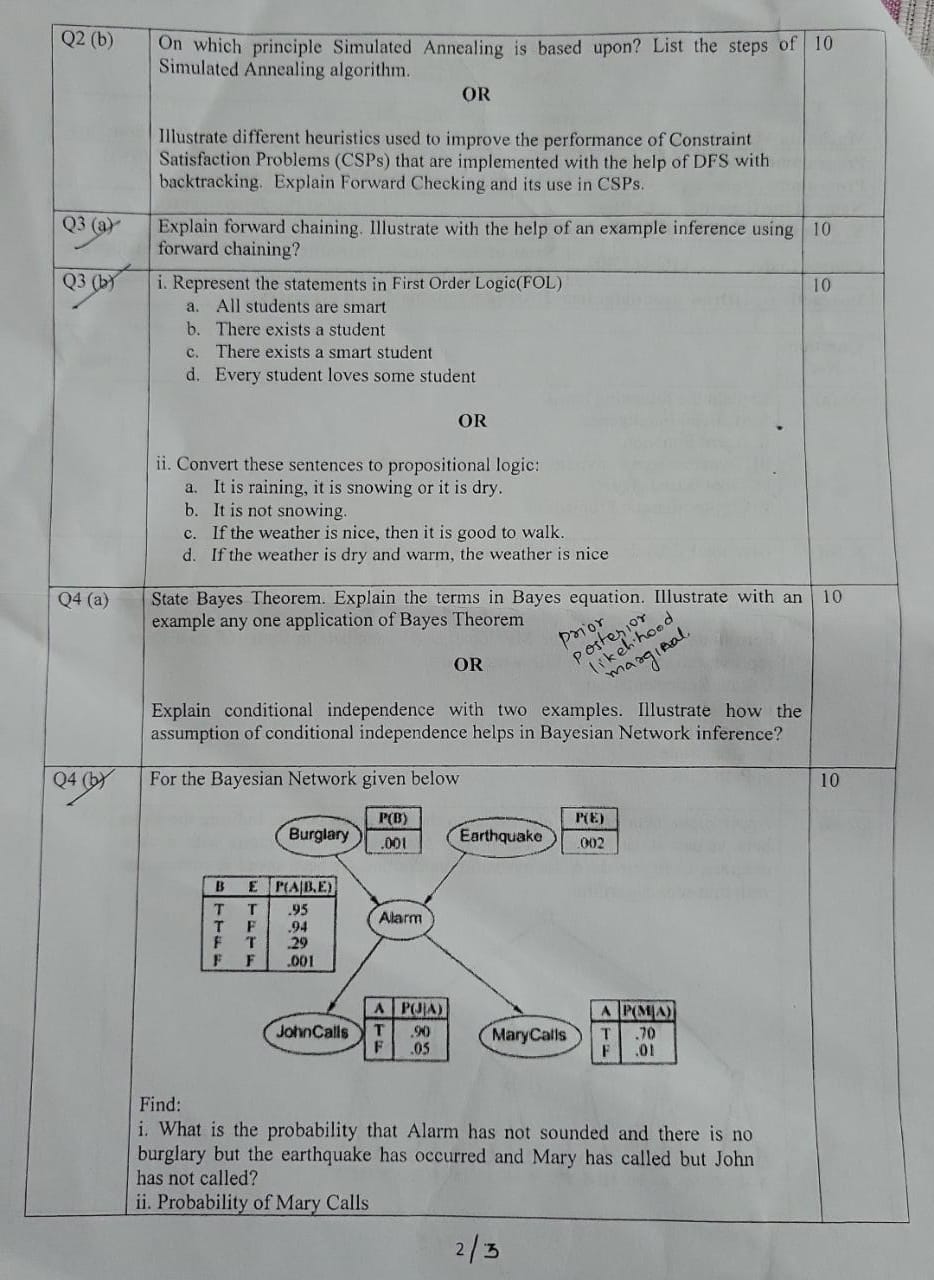 Q2 (b)
On which principle Simulated Annealing is based upon? List the steps of 10
Simulated Annealing algorithm.
OR
Illustrate different heuristics used to improve the performance of Constraint
Satisfaction Problems (CSPs) that are implemented with the help of DFS with
backtracking. Explain Forward Checking and its use in CSPs.
Q3 (a)
Explain forward chaining. Illustrate with the help of an example inference using 10
forward chaining?
Q3 (b)
i. Represent the statements in First Order Logic(FOL) 10
a. All students are smart
b. There exists a student
c. There exists a smart student
d. Every student loves some student
OR
ii. Convert these sentences to propositional logic:
a. It is raining, it is snowing or it is dry.
b. It is not snowing.
c. If the weather is nice, then it is good to walk.
d. If the weather is dry and warm, the weather is nice
Q4 (a)
State Bayes Theorem. Explain the terms in Bayes equation. Illustrate with an 10
example any one application of Bayes Theorem
prior
posterior
likelihood
marginal
OR
Explain conditional independence with two examples. Illustrate how the
assumption of conditional independence helps in Bayesian Network inference?
Q4 (b)
For the Bayesian Network given below 10
Burglary
P(B)
.001
Earthquake
P(E)
.002
B E P(A|B,E)
T T .95
T F .94
F T .29
F F .001
Alarm
JohnCalls
A P(J|A)
T .90
F .05
MaryCalls
A P(M|A)
T .70
F .01
Find:
i. What is the probability that Alarm has not sounded and there is no
burglary but the earthquake has occurred and Mary has called but John
has not called?
ii. Probability of Mary Calls
2/3